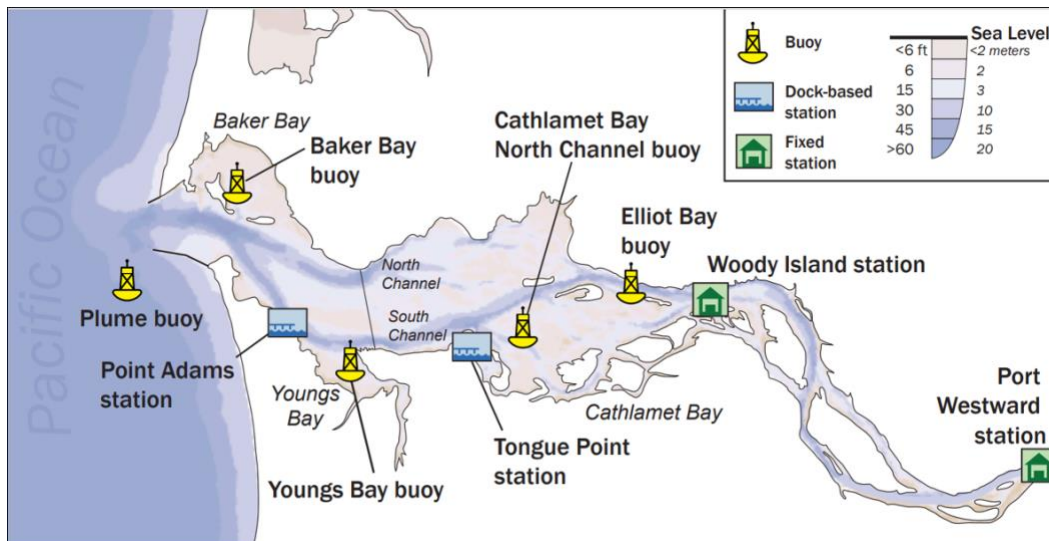 Pacific Ocean
Baker Bay
Baker Bay
buoy
Cathlamet Bay
North Channel buoy
Elliot Bay
buoy
Woody Island station
North
Channel
South
Channel
Plume buoy
Point Adams
station
Youngs
Bay
Youngs Bay buoy
Tongue Point
station
Cathlamet Bay
Port
Westward
station
Buoy
Dock-based
station
Fixed
station
Sea Level
<6 ft <2 meters
6 2
15 3
30 10
45 15
>60 20